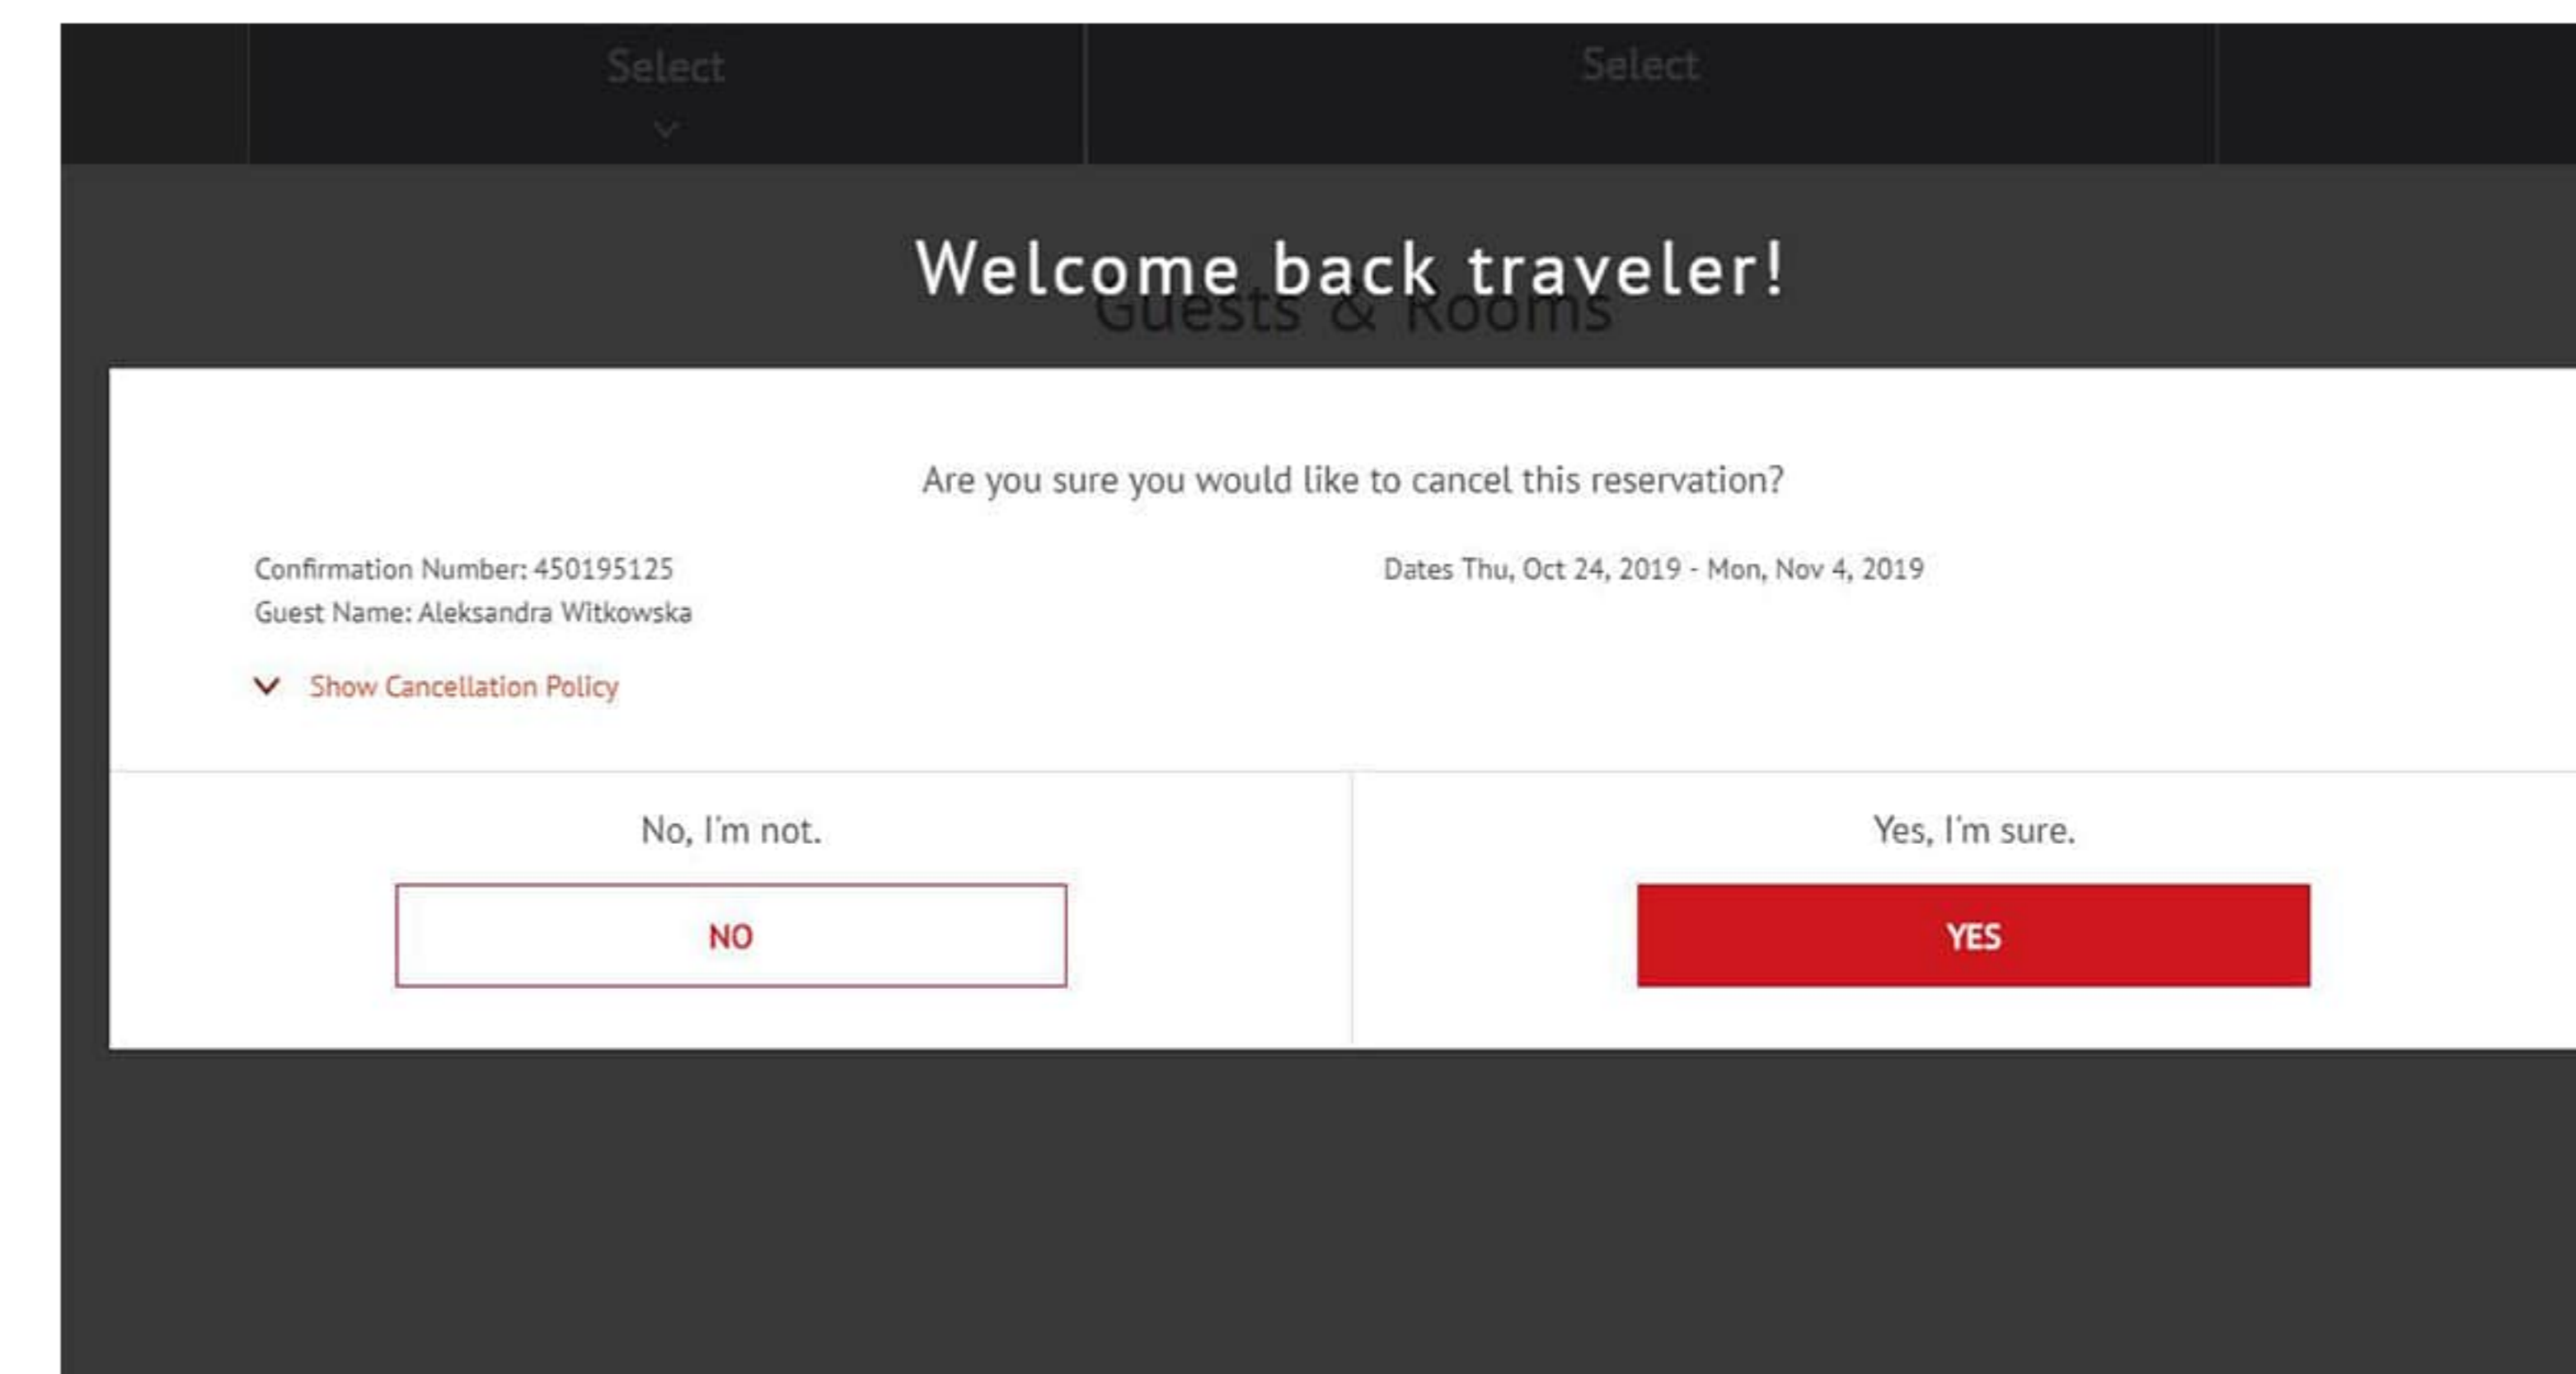 Select
Select
Welcome back traveler!
Guests & Rooms
Are you sure you would like to cancel this reservation?
Confirmation Number: 450195125
Dates Thu, Oct 24, 2019 - Mon, Nov 4, 2019
Guest Name: Aleksandra Witkowska
Show Cancellation Policy
No, I'm not.
Yes, I'm sure.
NO
YES